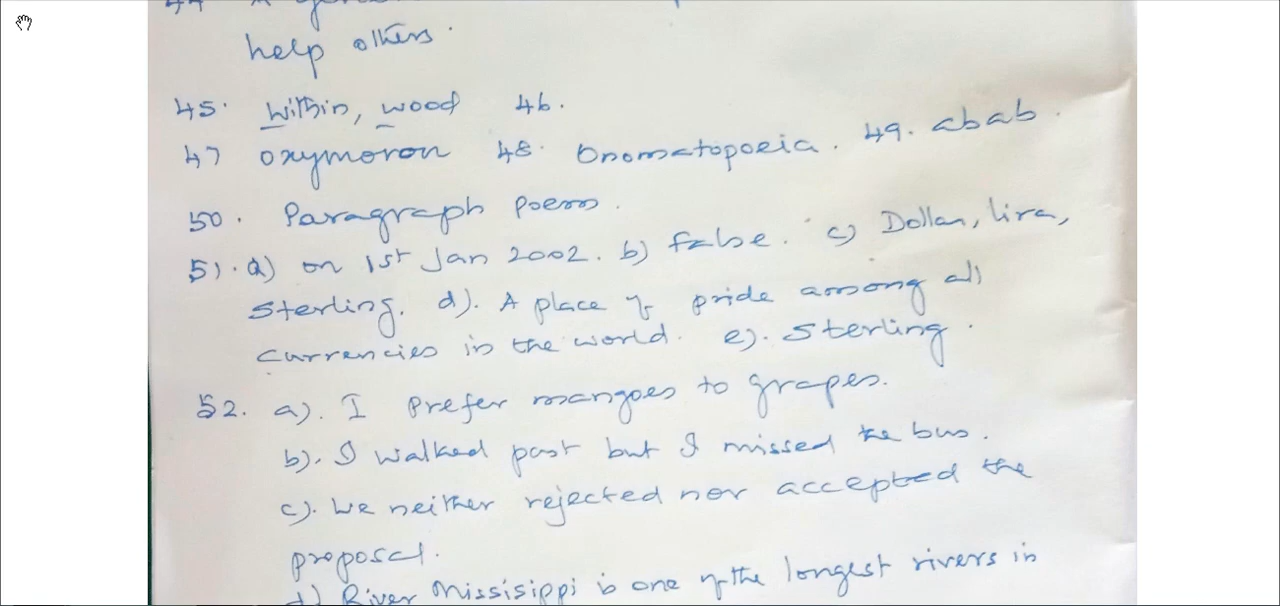 help others.
45. Within, wood 46.
47 oxymoron 48. Onomatopoeia. 49. abab.
50. Paragraph Poem.
51. a) on 1st Jan 2002. b) false. c) Dollar, lira,
sterling. d). A place of pride among all
currencies in the world. e). Sterling.
52. a). I prefer mangoes to grapes.
b). I walked past but I missed the bus.
c). We neither rejected nor accepted the
proposal.
d) River Missisippi is one of the longest rivers in